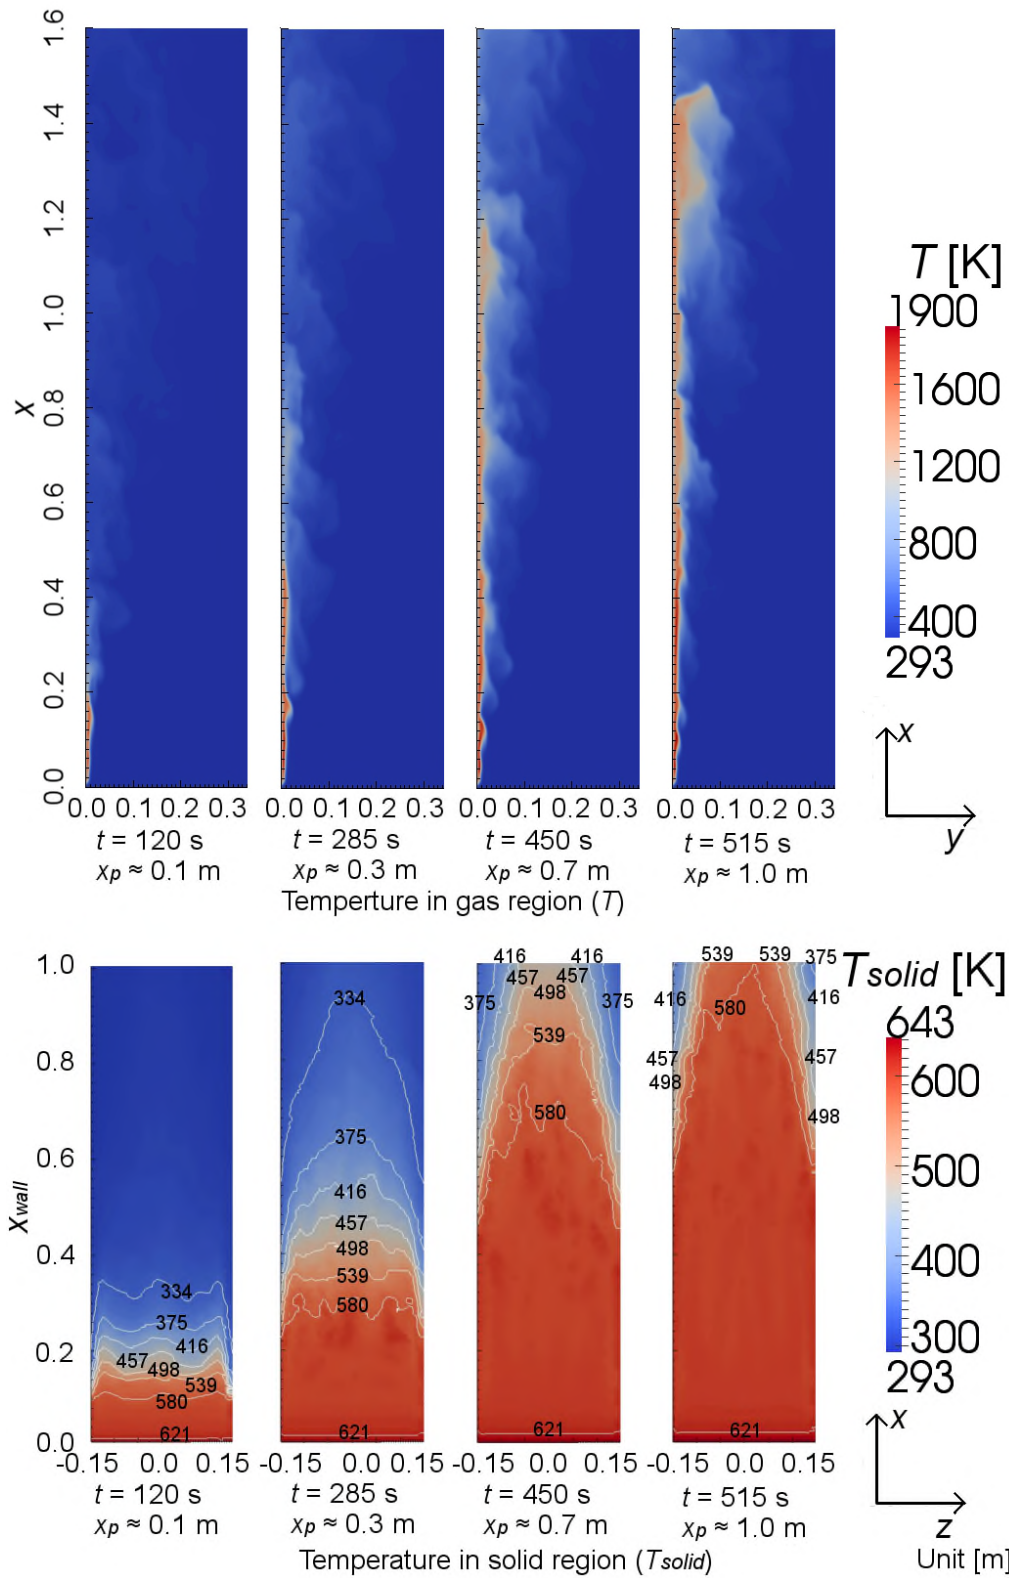 x
1.6
1.4
1.2
1.0
0.8
0.6
0.4
0.2
0.0
0.0 0.1 0.2 0.3
0.0 0.1 0.2 0.3
0.0 0.1 0.2 0.3
0.0 0.1 0.2 0.3
t = 120 s
xp ≈ 0.1 m
t = 285 s
xp ≈ 0.3 m
t = 450 s
xp ≈ 0.7 m
t = 515 s
xp ≈ 1.0 m
Temperture in gas region (T)
T [K]
1900
1600
1200
800
400
293
x
y
xwall
1.0
0.8
0.6
0.4
0.2
0.0
334
375
416
457
498
539
580
621
334
375
416
457
498
539
580
621
416 416
457 457
375 498 375
539
580
621
539 539 375
416 580 416
457 457
498 498
621
-0.15 0.0 0.15
-0.15 0.0 0.15
-0.15 0.0 0.15
-0.15 0.0 0.15
t = 120 s
xp ≈ 0.1 m
t = 285 s
xp ≈ 0.3 m
t = 450 s
xp ≈ 0.7 m
t = 515 s
xp ≈ 1.0 m
Temperature in solid region (Tsolid)
Tsolid [K]
643
600
500
400
300
293
x
z
Unit [m]